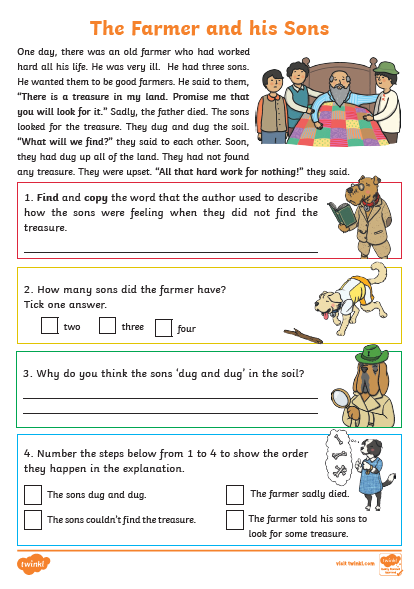 The Farmer and his Sons
One day, there was an old farmer who had worked
hard all his life. He was very ill. He had three sons.
He wanted them to be good farmers. He said to them,
“There is a treasure in my land. Promise me that
you will look for it.” Sadly, the father died. The sons
looked for the treasure. They dug and dug the soil.
“What will we find?” they said to each other. Soon,
they had dug up all of the land. They had not found
any treasure. They were upset. “All that hard work for nothing!” they said.
1. Find and copy the word that the author used to describe
how the sons were feeling when they did not find the
treasure.
2. How many sons did the farmer have?
Tick one answer.
two
three
four
3. Why do you think the sons ‘dug and dug’ in the soil?
4. Number the steps below from 1 to 4 to show the order
they happen in the explanation.
The sons dug and dug.
The farmer sadly died.
The sons couldn’t find the treasure.
The farmer told his sons to
look for some treasure.
twinkl
visit twinkl.com
twinkl